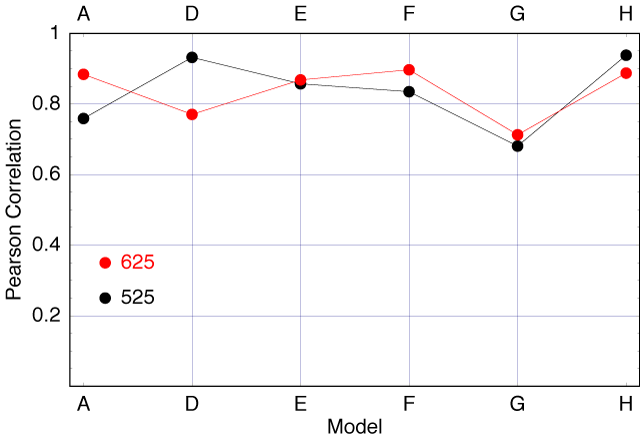 A D E F G H
1
0.8
0.6
0.4
0.2
Pearson Correlation
625
525
A D E F G H
Model